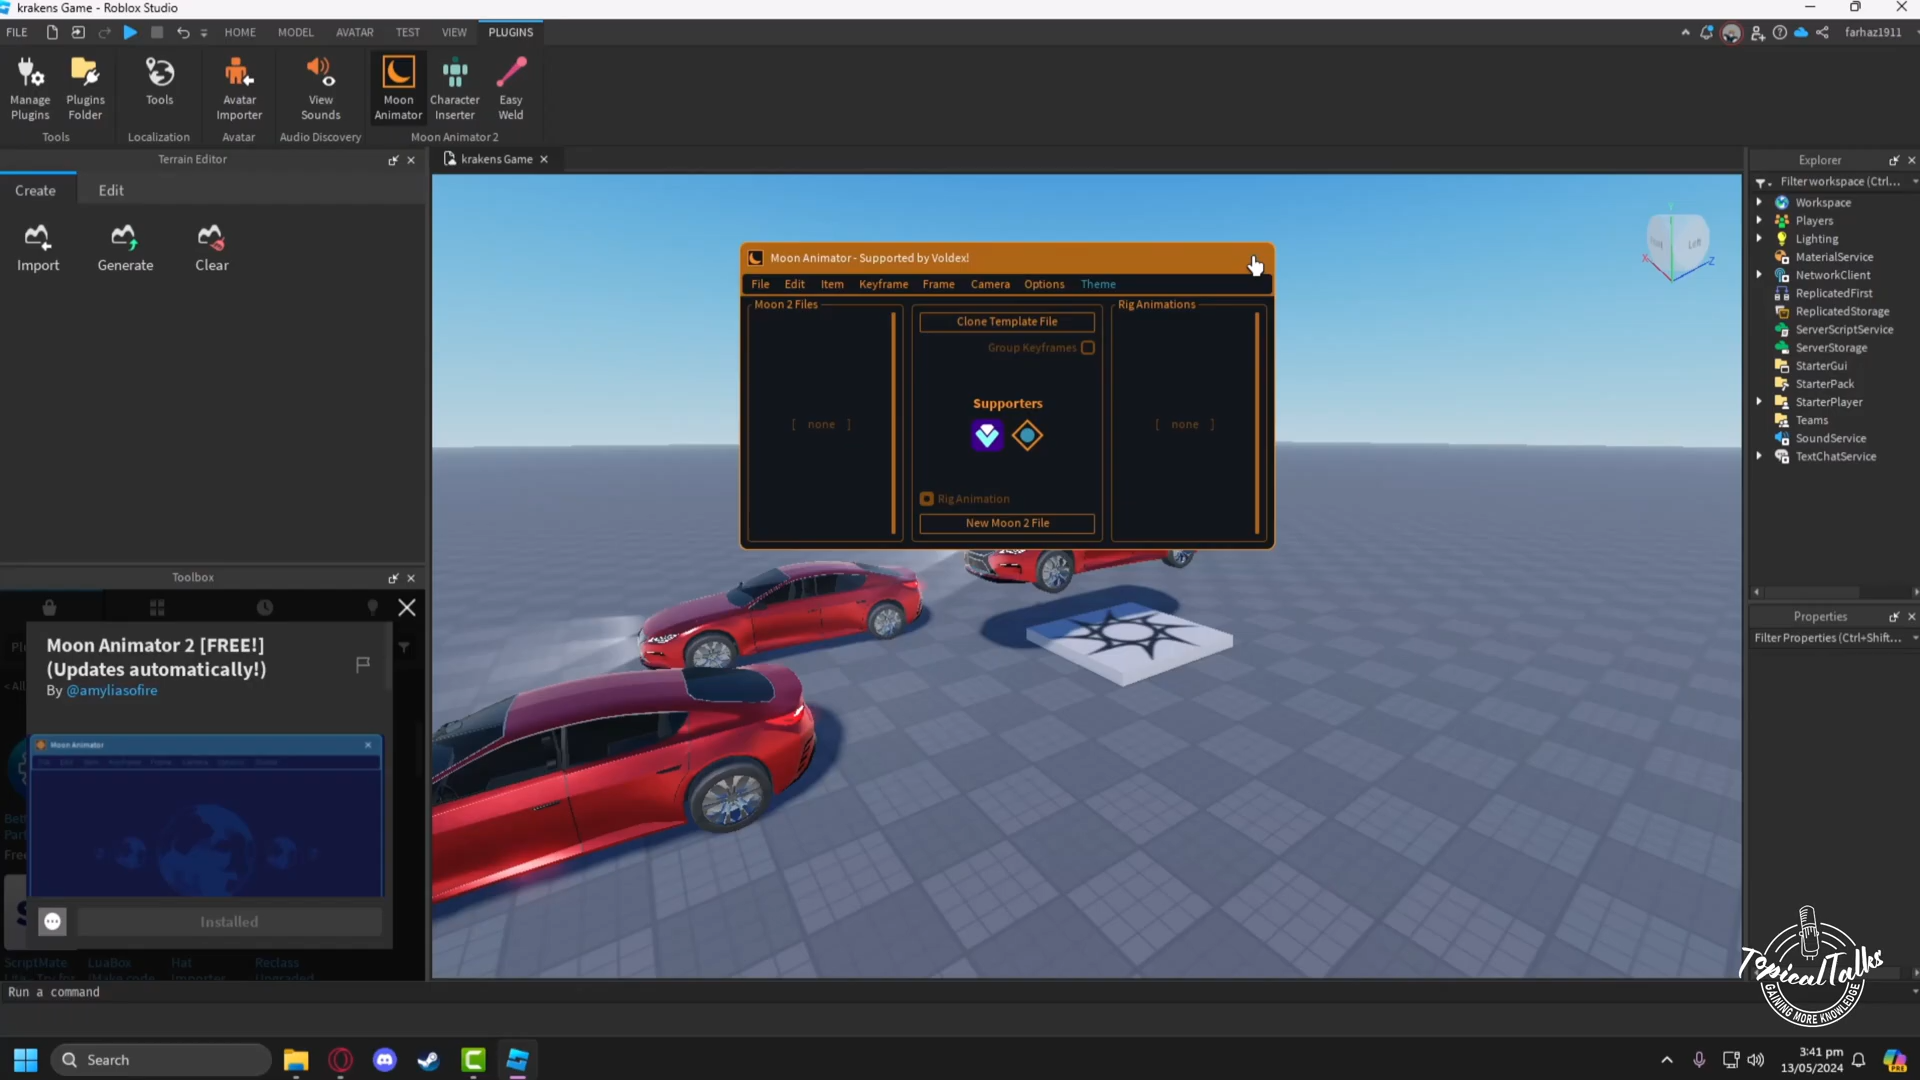 krakens Game - Roblox Studio
FILE HOME MODEL AVATAR TEST VIEW PLUGINS farhaz1911
Manage Plugins
Plugins Folder
Tools
Avatar Importer
View Sounds
Moon Animator
Character Inserter
Easy Weld
Tools Localization Avatar Audio Discovery Moon Animator 2
Terrain Editor
krakens Game
Create Edit
Import Generate Clear
Moon Animator - Supported by Voldex!
File Edit Item Keyframe Frame Camera Options Theme
Moon 2 Files
[ none ]
Clone Template File
Group Keyframes
Supporters
Rig Animation
New Moon 2 File
Rig Animations
[ none ]
Left
Y
X
Z
Toolbox
Moon Animator 2 [FREE!]
(Updates automatically!)
By @amyliasofire
Moon Animator
Installed
ScriptMate LuaBox Hat Reclass
Run a command
Explorer
Filter workspace (Ctrl...
Workspace
Players
Lighting
MaterialService
NetworkClient
ReplicatedFirst
ReplicatedStorage
ServerScriptService
ServerStorage
StarterGui
StarterPack
StarterPlayer
Teams
SoundService
TextChatService
Properties
Filter Properties (Ctrl+Shift...
TopicalTalks
GAINING MORE KNOWLEDGE
Search
3:41 pm
13/05/2024